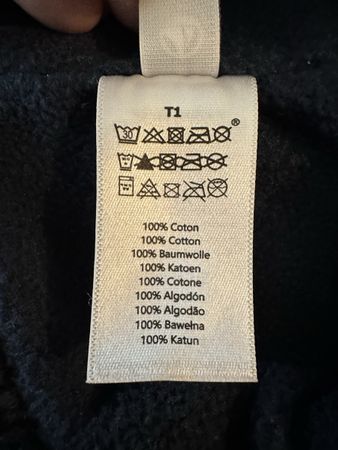 T1
30
®
100% Coton
100% Cotton
100% Baumwolle
100% Katoen
100% Cotone
100% Algodón
100% Algodão
100% Bawełna
100% Katun